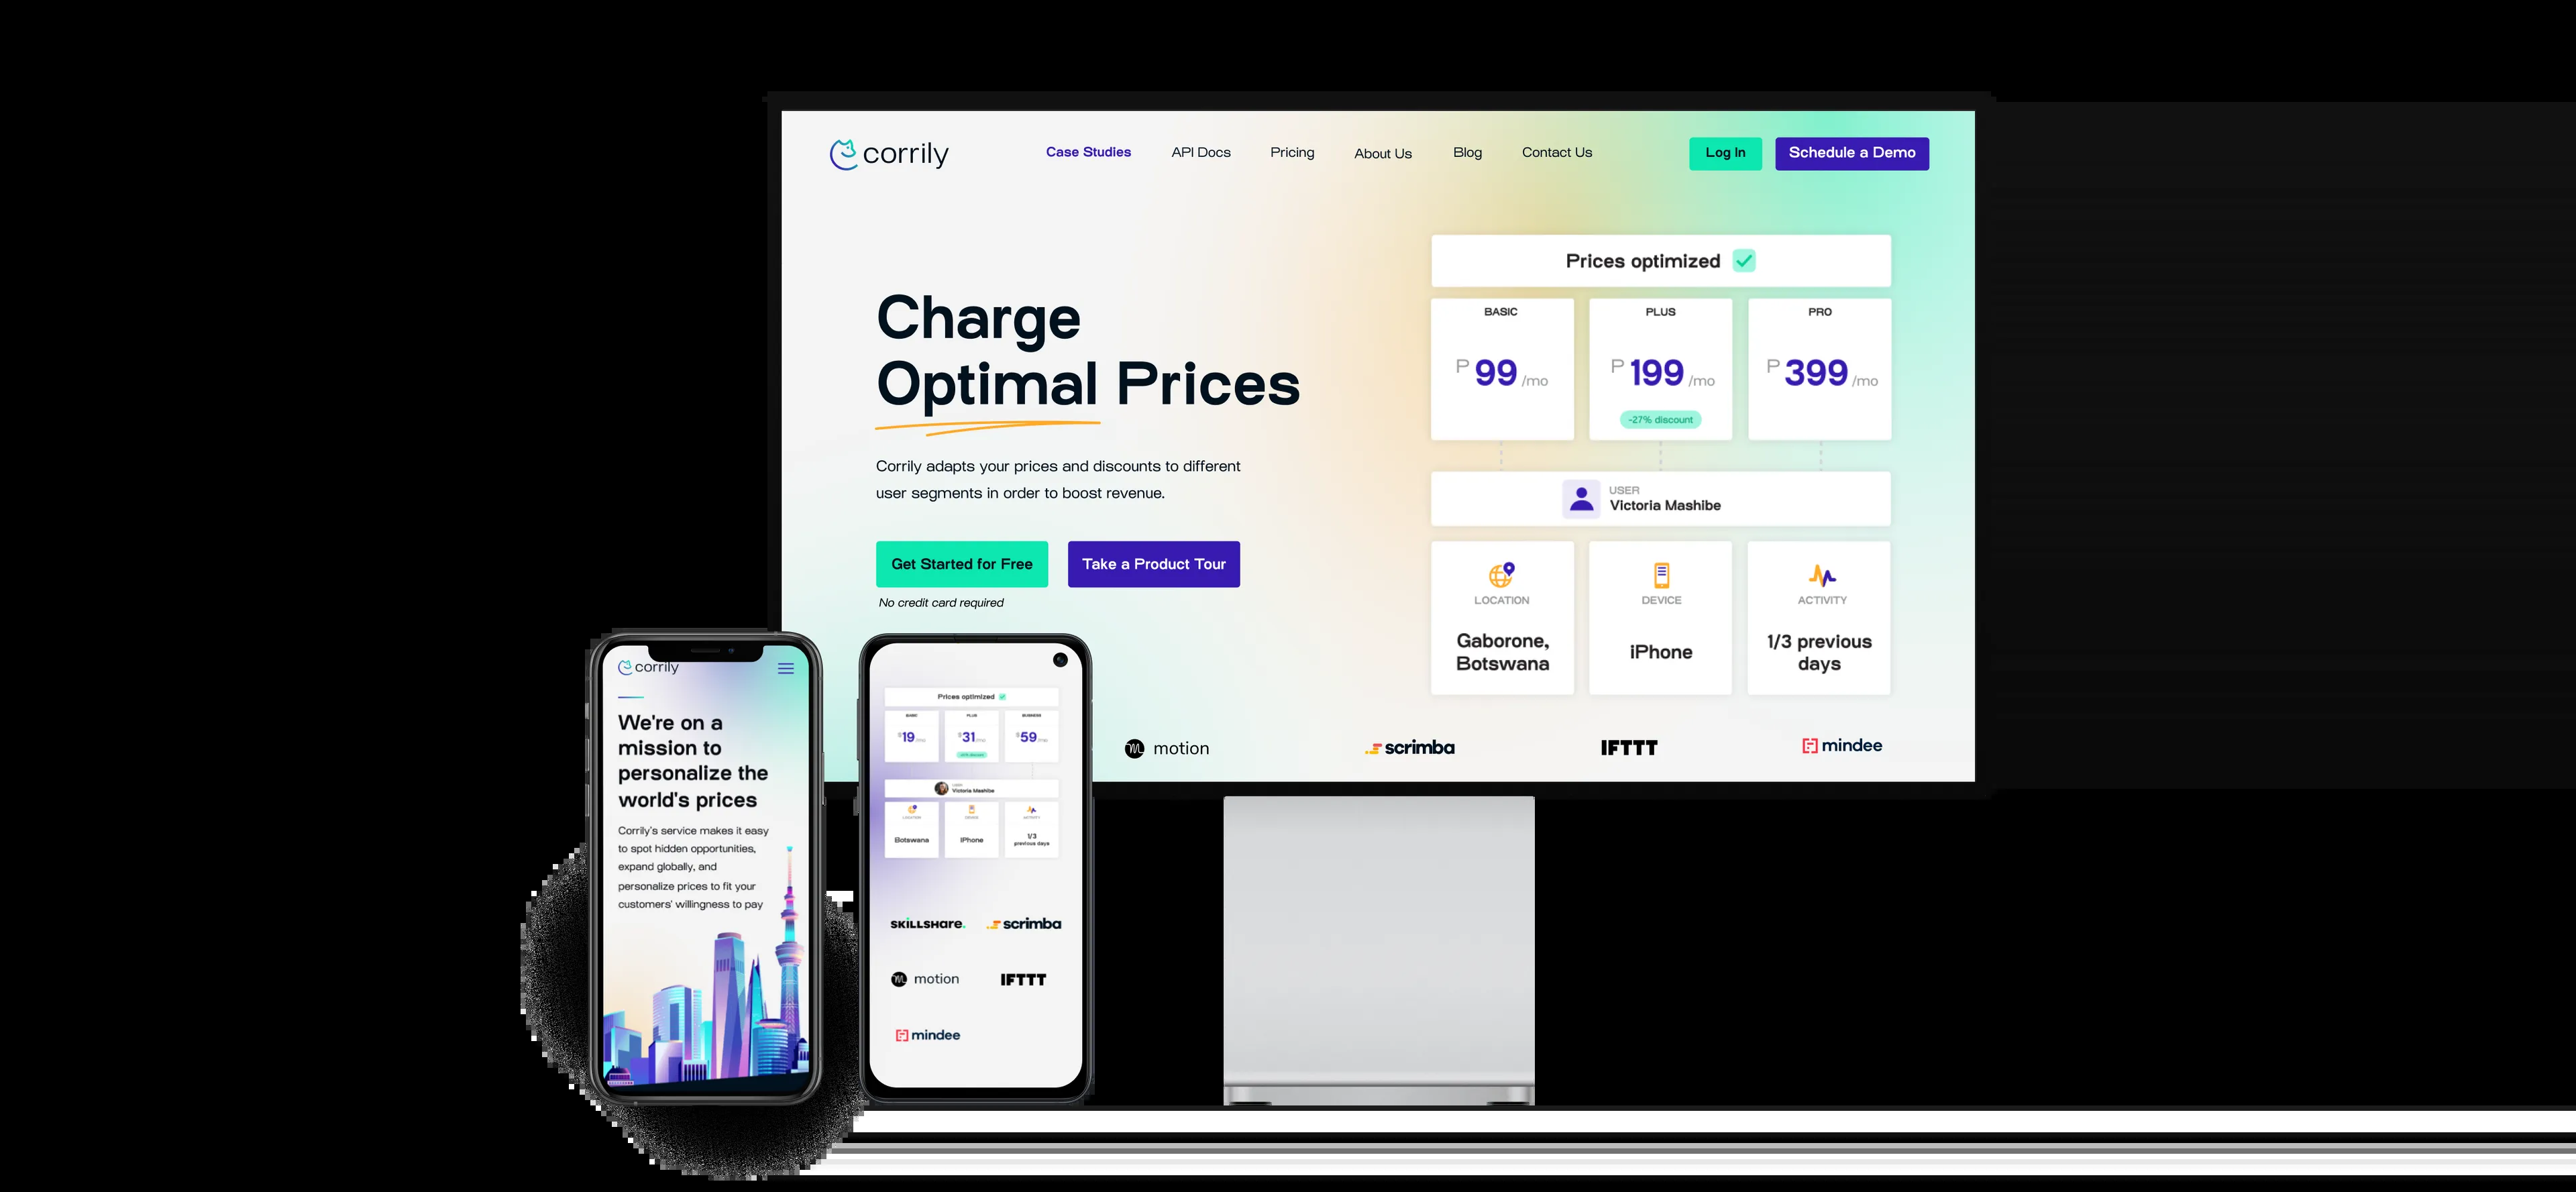 corrily
Case Studies
API Docs
Pricing
About Us
Blog
Contact Us
Log In
Schedule a Demo
Charge
Optimal Prices
Corrily adapts your prices and discounts to different
user segments in order to boost revenue.
Get Started for Free
Take a Product Tour
No credit card required
Prices optimized
BASIC
P 99 /mo
PLUS
P 199 /mo
-27% discount
PRO
P 399 /mo
USER
Victoria Mashibe
LOCATION
Gaborone,
Botswana
DEVICE
iPhone
ACTIVITY
1/3 previous
days
motion
scrimba
IFTTT
mindee
corrily
We're on a
mission to
personalize the
world's prices
Corrily's service makes it easy
to spot hidden opportunities,
expand globally, and
personalize prices to fit your
customers' willingness to pay
Prices optimized
BASIC
19
PLUS
31
BUSINESS
59
USER
Victoria Mashibe
LOCATION
Botswana
DEVICE
iPhone
ACTIVITY
1/3
previous days
SKILLSHARE.
scrimba
motion
IFTTT
mindee